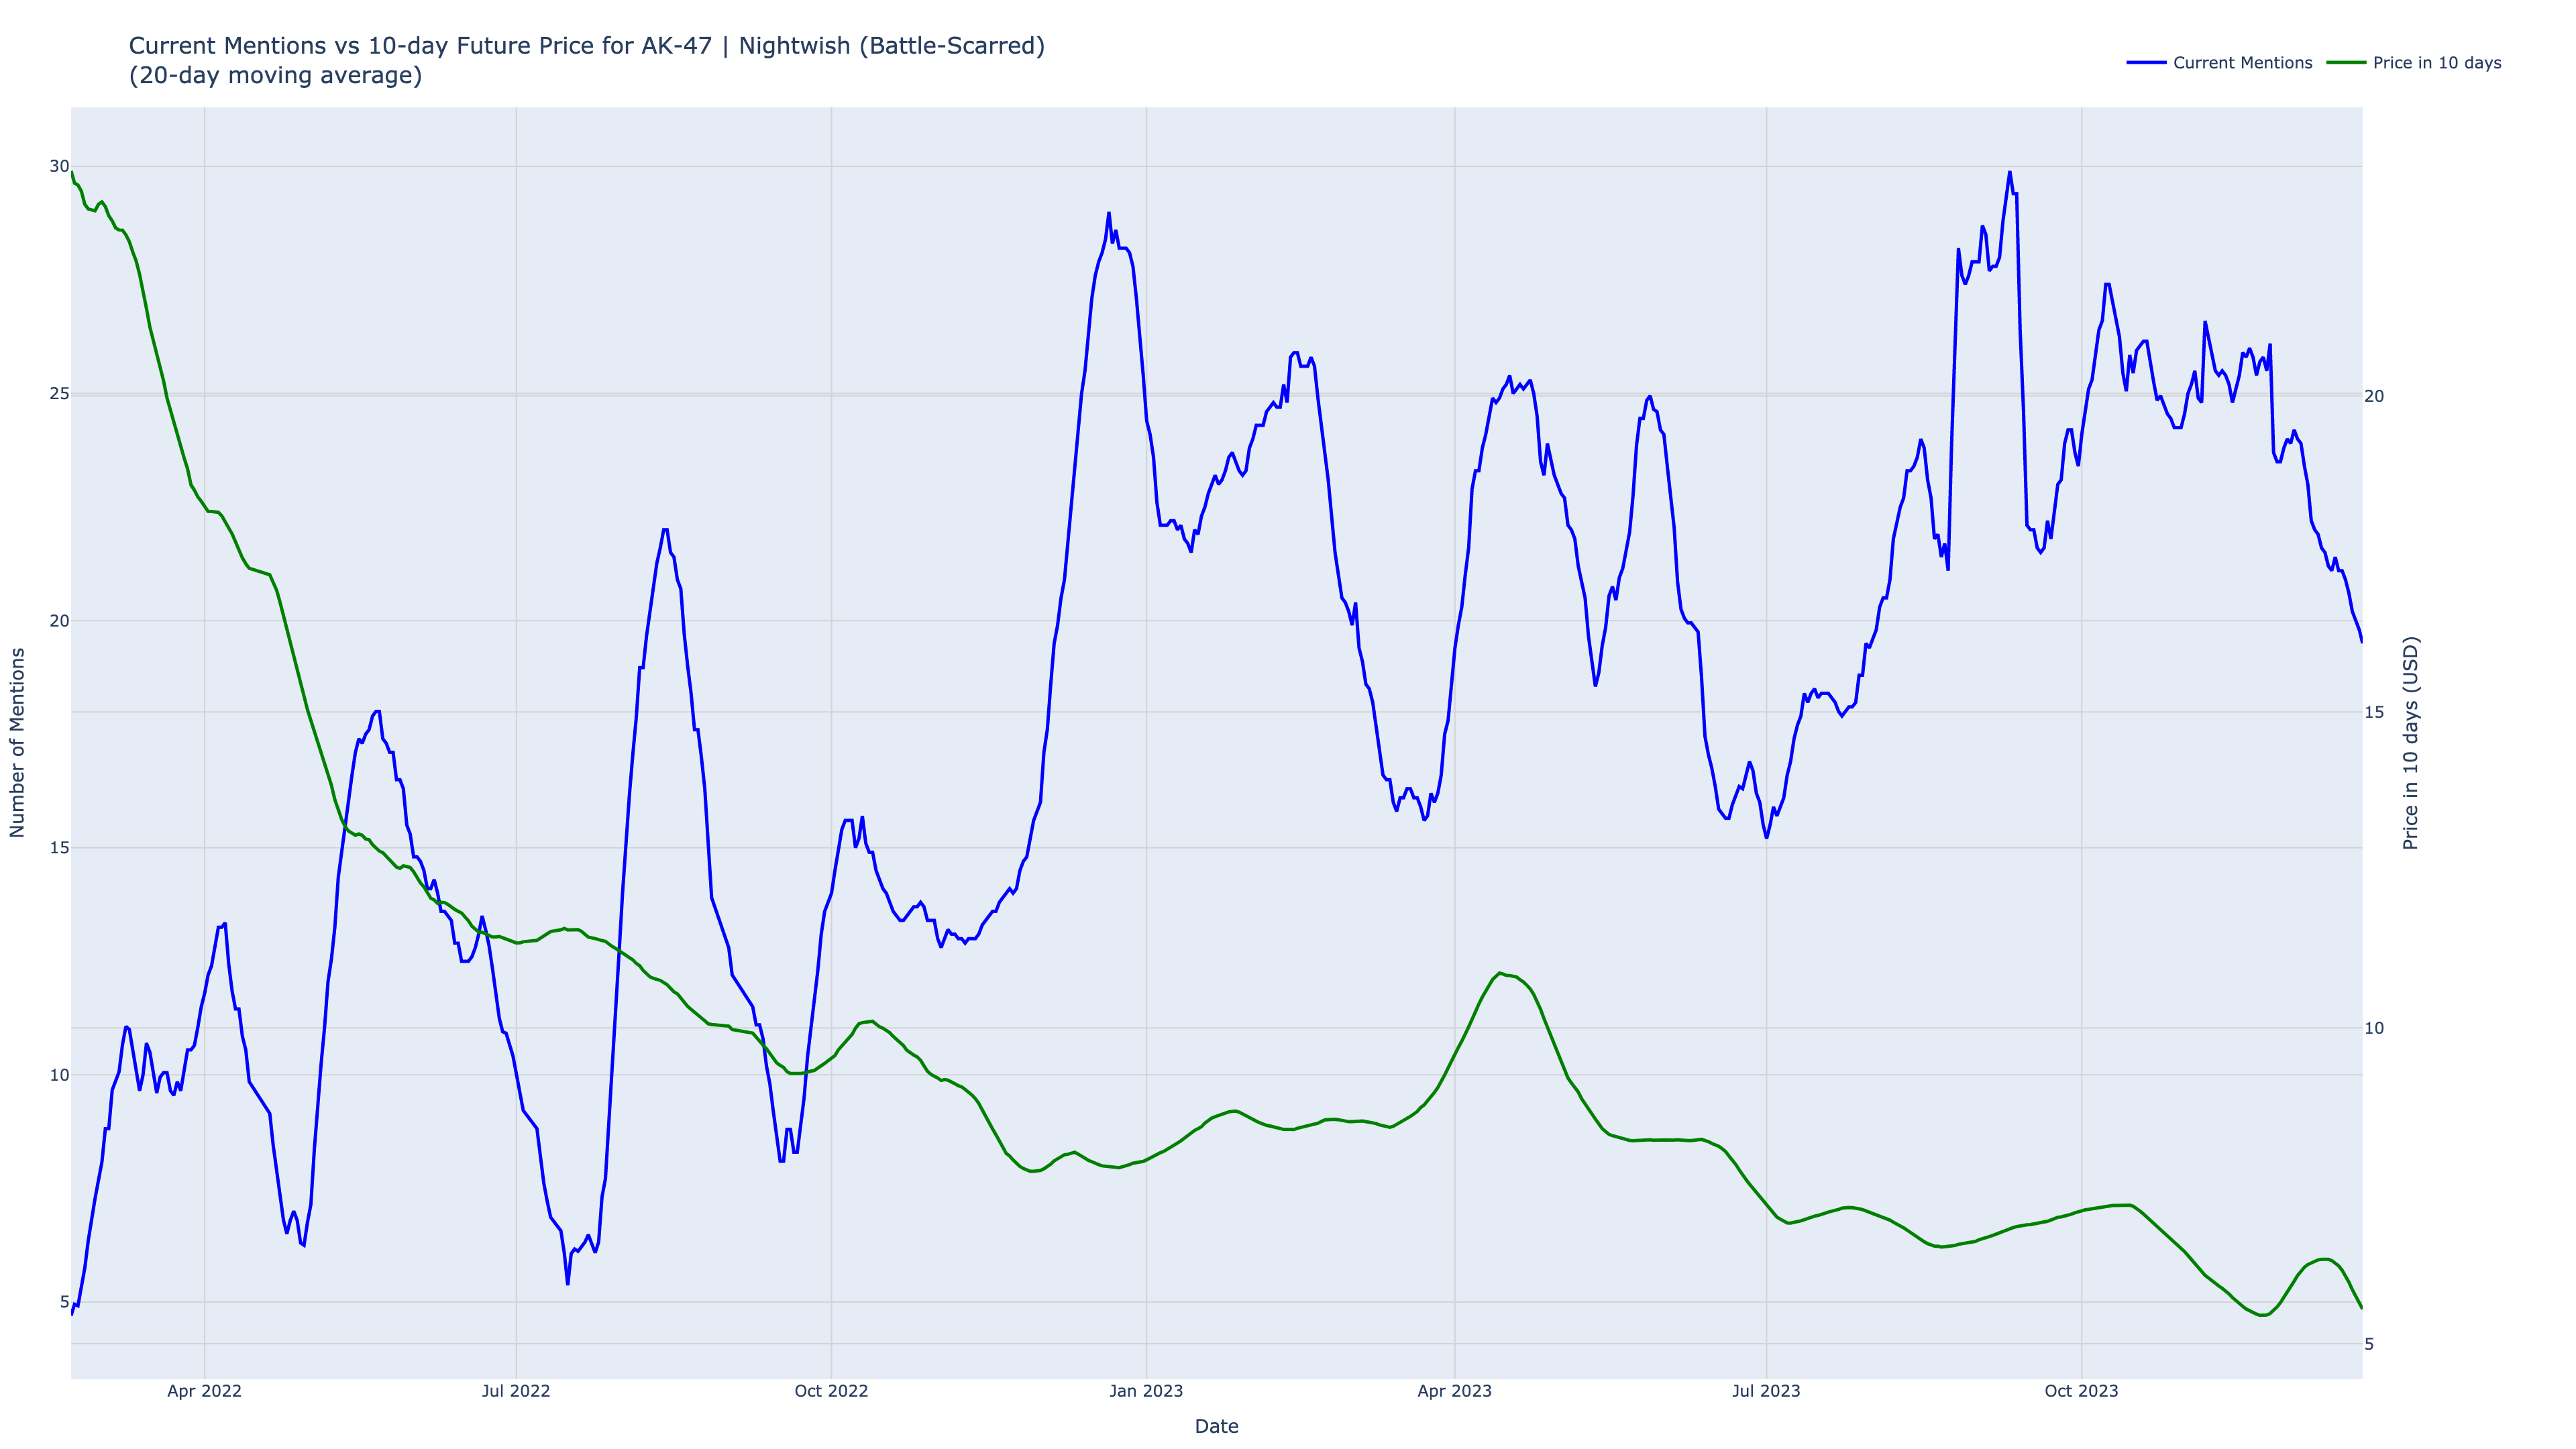 Current Mentions vs 10-day Future Price for AK-47 | Nightwish (Battle-Scarred)
(20-day moving average)
Current Mentions
Price in 10 days
30
25
20
15
10
5
Number of Mentions
20
15
10
5
Price in 10 days (USD)
Apr 2022
Jul 2022
Oct 2022
Jan 2023
Apr 2023
Jul 2023
Oct 2023
Date